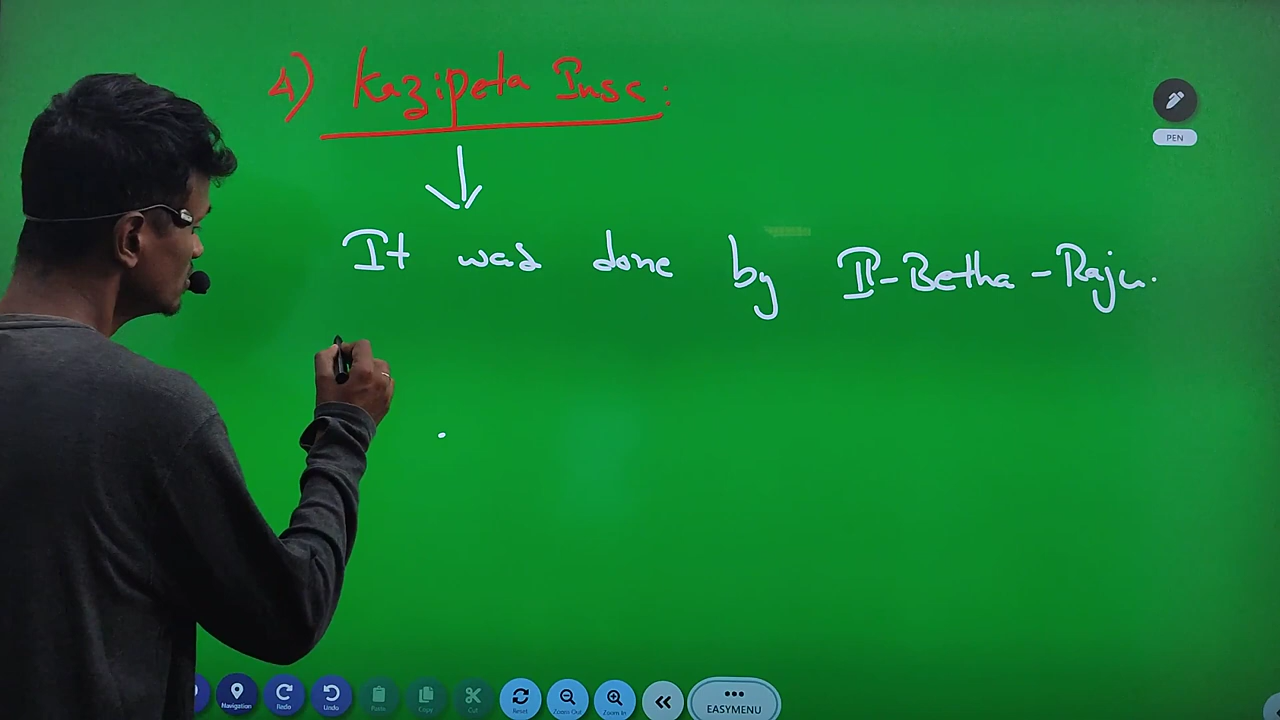 4) Kazipeta Insc:
PEN
It was done by II-Betha-Raju.
Navigation Redo Undo Paste Copy Cut Reset Zoom Out Zoom In EASYMENU